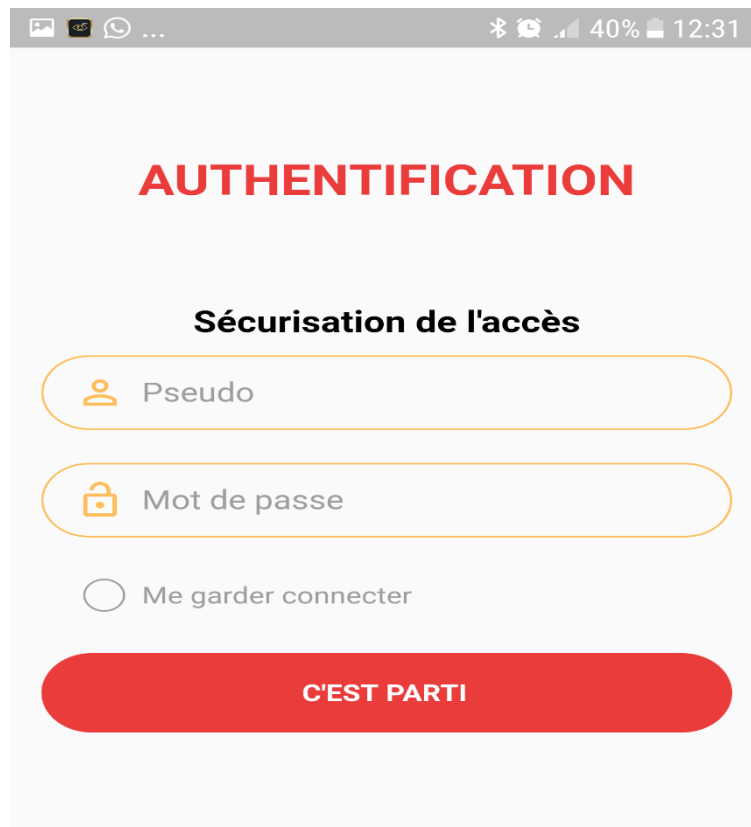 ... 40% 12:31
AUTHENTIFICATION
Sécurisation de l'accès
Pseudo
Mot de passe
Me garder connecter
C'EST PARTI